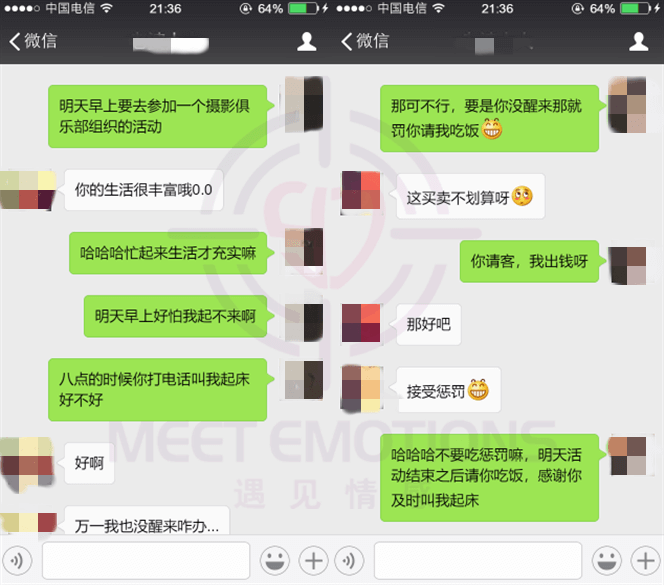 中国电信
21:36
64%
微信
明天早上要去参加一个摄影俱
乐部组织的活动
你的生活很丰富哦0.0
哈哈哈忙起来生活才充实嘛
明天早上好怕我起不来啊
八点的时候你打电话叫我起床
好不好
好啊
万一我也没醒来咋办...
中国电信
21:36
64%
微信
那可不行，要是你没醒来那就
罚你请我吃饭😁
这买卖不划算呀🥺
你请客，我出钱呀
那好吧
接受惩罚😁
哈哈哈不要吃惩罚嘛，明天活
动结束之后请你吃饭，感谢你
及时叫我起床
MEET EMOTIONS
遇见情感